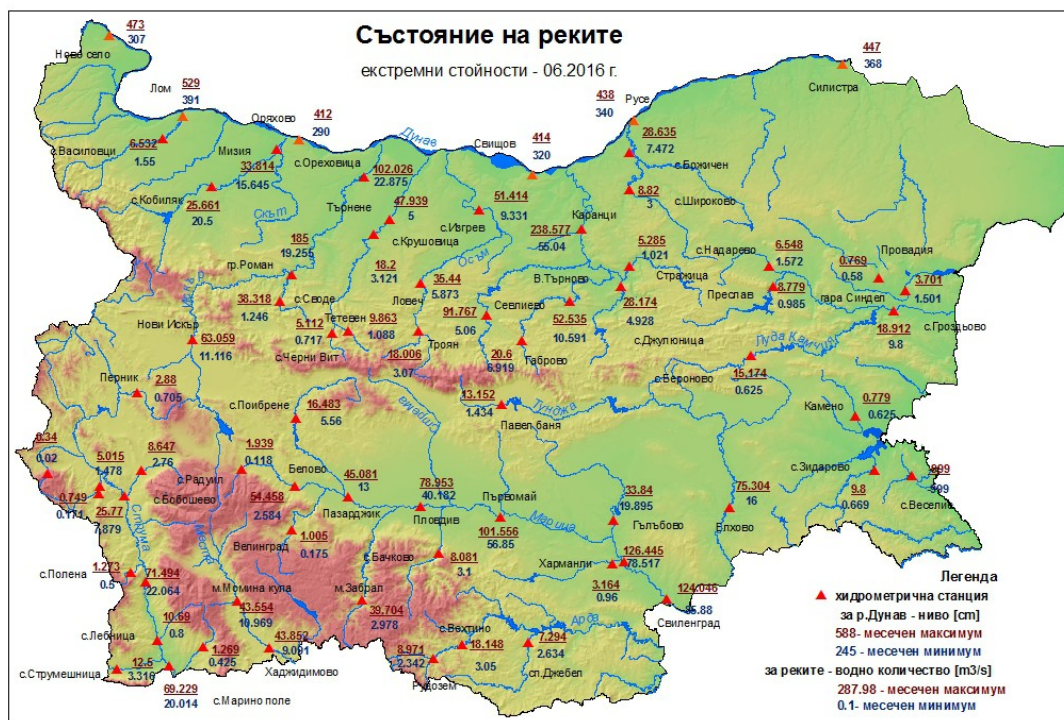 Състояние на реките
екстремни стойности - 06.2016 г.
473
307
Ново село
447
368
Силистра
Лом
529
391
Оряхово
412
290
438
340
Русе
Дунав
Свищов
414
320
28.635
7.472
с.Божичен
с.Василовци
6.532
1.55
Мизия
33.814
15.645
с.Ореховица
102.026
22.875
с.Кобиляк
25.661
20.5
Скът
Търнене
47.939
5
с.Крушовица
с.Изгрев
51.414
9.331
8.82
3
с.Широково
Каранци
238.577
55.04
185
19.255
гр.Роман
18.2
3.121
Осъм
35.44
5.873
Ловеч
5.285
1.021
Стражица
с.Надарево
6.548
1.572
Провадия
0.769
0.58
3.701
1.501
Искър
38.318
1.246
с.Своде
Севлиево
91.767
5.06
В.Търново
52.535
10.591
28.174
4.928
с.Джулюница
Преслав
8.779
0.985
гара Синдел
18.912
9.8
с.Гроздьово
Нови Искър
63.059
11.116
5.112
0.717
с.Черни Вит
Тетевен
9.863
1.088
18.006
3.07
Троян
20.6
6.919
Габрово
с.Бероново
Луда Камчия
15.174
0.625
Перник
2.88
0.705
с.Поибрене
16.483
5.56
13.152
1.434
Павел баня
Тунджа
Камено
0.779
0.625
0.34
0.02
5.015
1.478
8.647
2.76
с.Радуил
1.939
0.118
Белово
54.458
2.584
45.081
13
Пазарджик
78.953
40.182
Пловдив
Първомай
101.556
56.85
Марица
33.84
19.895
Гълъбово
75.304
16
Елхово
с.Зидарово
9.8
0.669
с.Веселие
0.749
25.77
7.879
с.Бобошево
Струма
Места
Велинград
1.005
0.175
с.Бачково
8.081
3.1
Харманли
126.445
78.517
3.164
0.96
124.046
Свиленград
с.Полена
1.273
0.5
71.494
22.064
м.Момина кула
43.554
10.969
м.Забрал
39.704
2.978
с.Лебница
10.69
0.8
1.269
0.425
43.852
9.091
Хаджидимово
с.Вехтино
18.148
3.05
Арда
7.294
2.634
сп.Джебел
8.971
2.342
Рудозем
с.Струмешница
12.5
3.316
69.229
20.014
с.Марино поле
Легенда
хидрометрична станция
за р.Дунав - ниво [cm]
588- месечен максимум
245 - месечен минимум
за реките - водно количество [m3/s]
287.98 - месечен максимум
0.1- месечен минимум